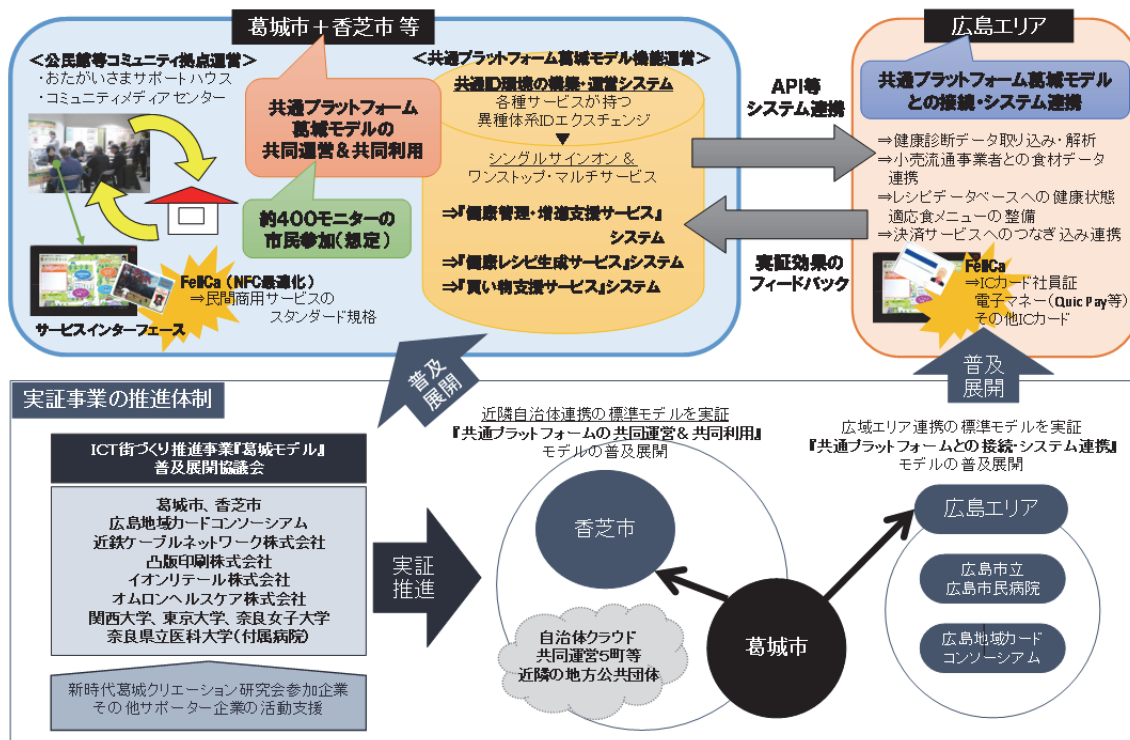 葛城市＋香芝市 等
＜公民館等コミュニティ拠点運営＞
・おたがいさまサポートハウス
・コミュニティメディアセンター
共通プラットフォーム
葛城モデルの
共同運営＆共同利用
約400モニターの
市民参加（想定）
FeliCa（NFC最適化）
⇒民間商用サービスの
スタンダード規格
サービスインターフェース
＜共通プラットフォーム葛城モデル機能運営＞
共通ID環境の構築・運営システム
各種サービスが持つ
異種体系IDエクスチェンジ
シングルサインオン ＆
ワンストップ・マルチサービス
⇒『健康管理・増進支援サービス』
システム
⇒『健康レシピ生成サービス』システム
⇒『買い物支援サービス』システム
API等
システム連携
実証効果の
フィードバック
広島エリア
共通プラットフォーム葛城モデル
との接続・システム連携
⇒健康診断データ取り込み・解析
⇒小売流通事業者との食材データ
連携
⇒レシピデータベースへの健康状態
適応食メニューの整備
⇒決済サービスへのつなぎ込み連携
FeliCa
⇒ICカード社員証
電子マネー（Quic Pay等）
その他ICカード
普及
展開
普及
展開
実証事業の推進体制
ICT街づくり推進事業『葛城モデル』
普及展開協議会
葛城市、香芝市
広島地域カードコンソーシアム
近鉄ケーブルネットワーク株式会社
凸版印刷株式会社
イオンリテール株式会社
オムロンヘルスケア株式会社
関西大学、東京大学、奈良女子大学
奈良県立医科大学（付属病院）
新時代葛城クリエーション研究会参加企業
その他サポーター企業の活動支援
実証
推進
近隣自治体連携の標準モデルを実証
『共通プラットフォームの共同運営＆共同利用』
モデルの普及展開
香芝市
自治体クラウド
共同運営5町等
近隣の地方公共団体
葛城市
広域エリア連携の標準モデルを実証
『共通プラットフォームとの接続・システム連携』
モデルの普及展開
広島エリア
広島市立
広島市民病院
広島地域カード
コンソーシアム